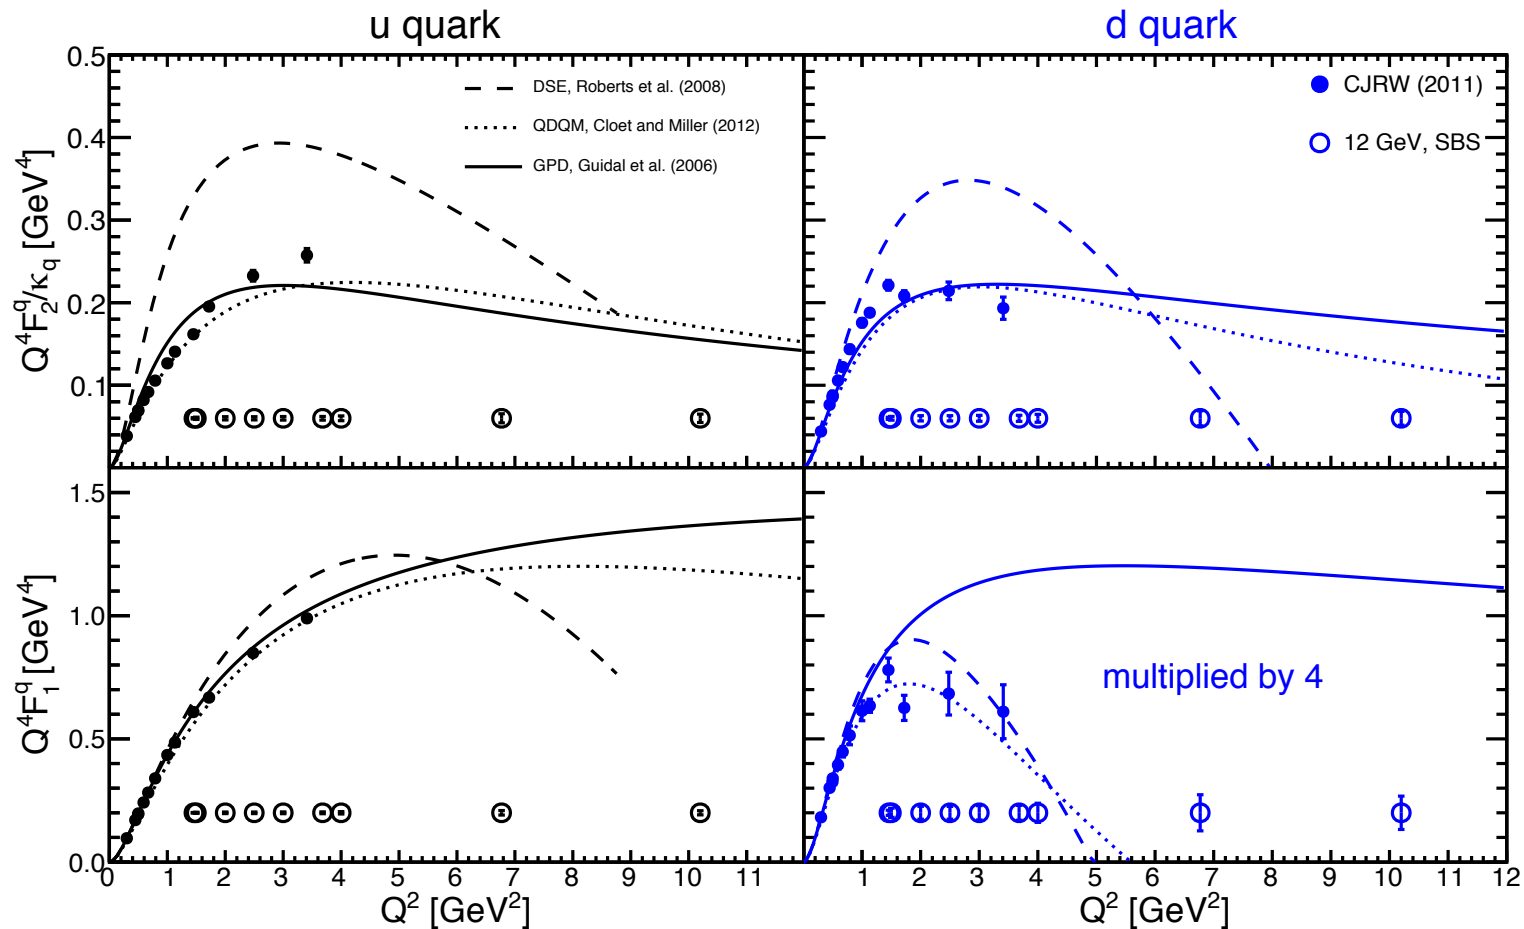 u quark
d quark
0.5
0.4
0.3
0.2
0.1
Q⁴F₂^q/κ_q [GeV⁴]
DSE, Roberts et al. (2008)
QDQM, Cloet and Miller (2012)
GPD, Guidal et al. (2006)
CJRW (2011)
12 GeV, SBS
1.5
1.0
0.5
0.0
Q⁴F₁^q [GeV⁴]
multiplied by 4
0 1 2 3 4 5 6 7 8 9 10 11
1 2 3 4 5 6 7 8 9 10 11 12
Q² [GeV²]
Q² [GeV²]